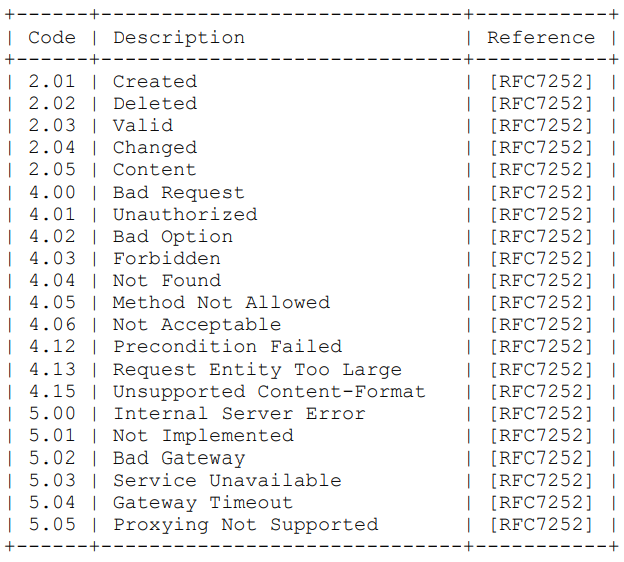 +------+------------------------------+-----------+
| Code | Description                  | Reference |
+------+------------------------------+-----------+
| 2.01 | Created                      | [RFC7252] |
| 2.02 | Deleted                      | [RFC7252] |
| 2.03 | Valid                        | [RFC7252] |
| 2.04 | Changed                      | [RFC7252] |
| 2.05 | Content                      | [RFC7252] |
| 4.00 | Bad Request                  | [RFC7252] |
| 4.01 | Unauthorized                 | [RFC7252] |
| 4.02 | Bad Option                   | [RFC7252] |
| 4.03 | Forbidden                    | [RFC7252] |
| 4.04 | Not Found                    | [RFC7252] |
| 4.05 | Method Not Allowed           | [RFC7252] |
| 4.06 | Not Acceptable               | [RFC7252] |
| 4.12 | Precondition Failed          | [RFC7252] |
| 4.13 | Request Entity Too Large     | [RFC7252] |
| 4.15 | Unsupported Content-Format   | [RFC7252] |
| 5.00 | Internal Server Error        | [RFC7252] |
| 5.01 | Not Implemented              | [RFC7252] |
| 5.02 | Bad Gateway                  | [RFC7252] |
| 5.03 | Service Unavailable          | [RFC7252] |
| 5.04 | Gateway Timeout              | [RFC7252] |
| 5.05 | Proxying Not Supported       | [RFC7252] |
+------+------------------------------+-----------+